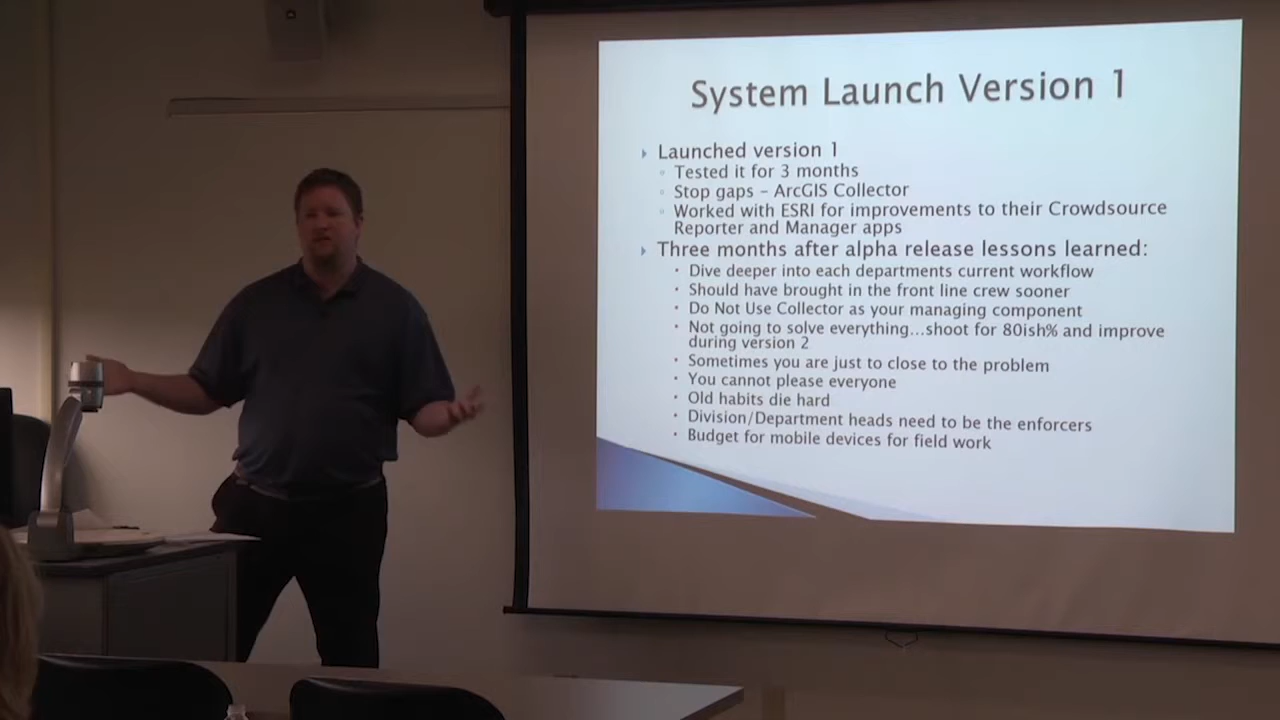 System Launch Version 1
Launched version 1
Tested it for 3 months
Stop gaps – ArcGIS Collector
Worked with ESRI for improvements to their Crowdsource
Reporter and Manager apps
Three months after alpha release lessons learned:
Dive deeper into each departments current workflow
Should have brought in the front line crew sooner
Do Not Use Collector as your managing component
Not going to solve everything...shoot for 80ish% and improve
during version 2
Sometimes you are just to close to the problem
You cannot please everyone
Old habits die hard
Division/Department heads need to be the enforcers
Budget for mobile devices for field work